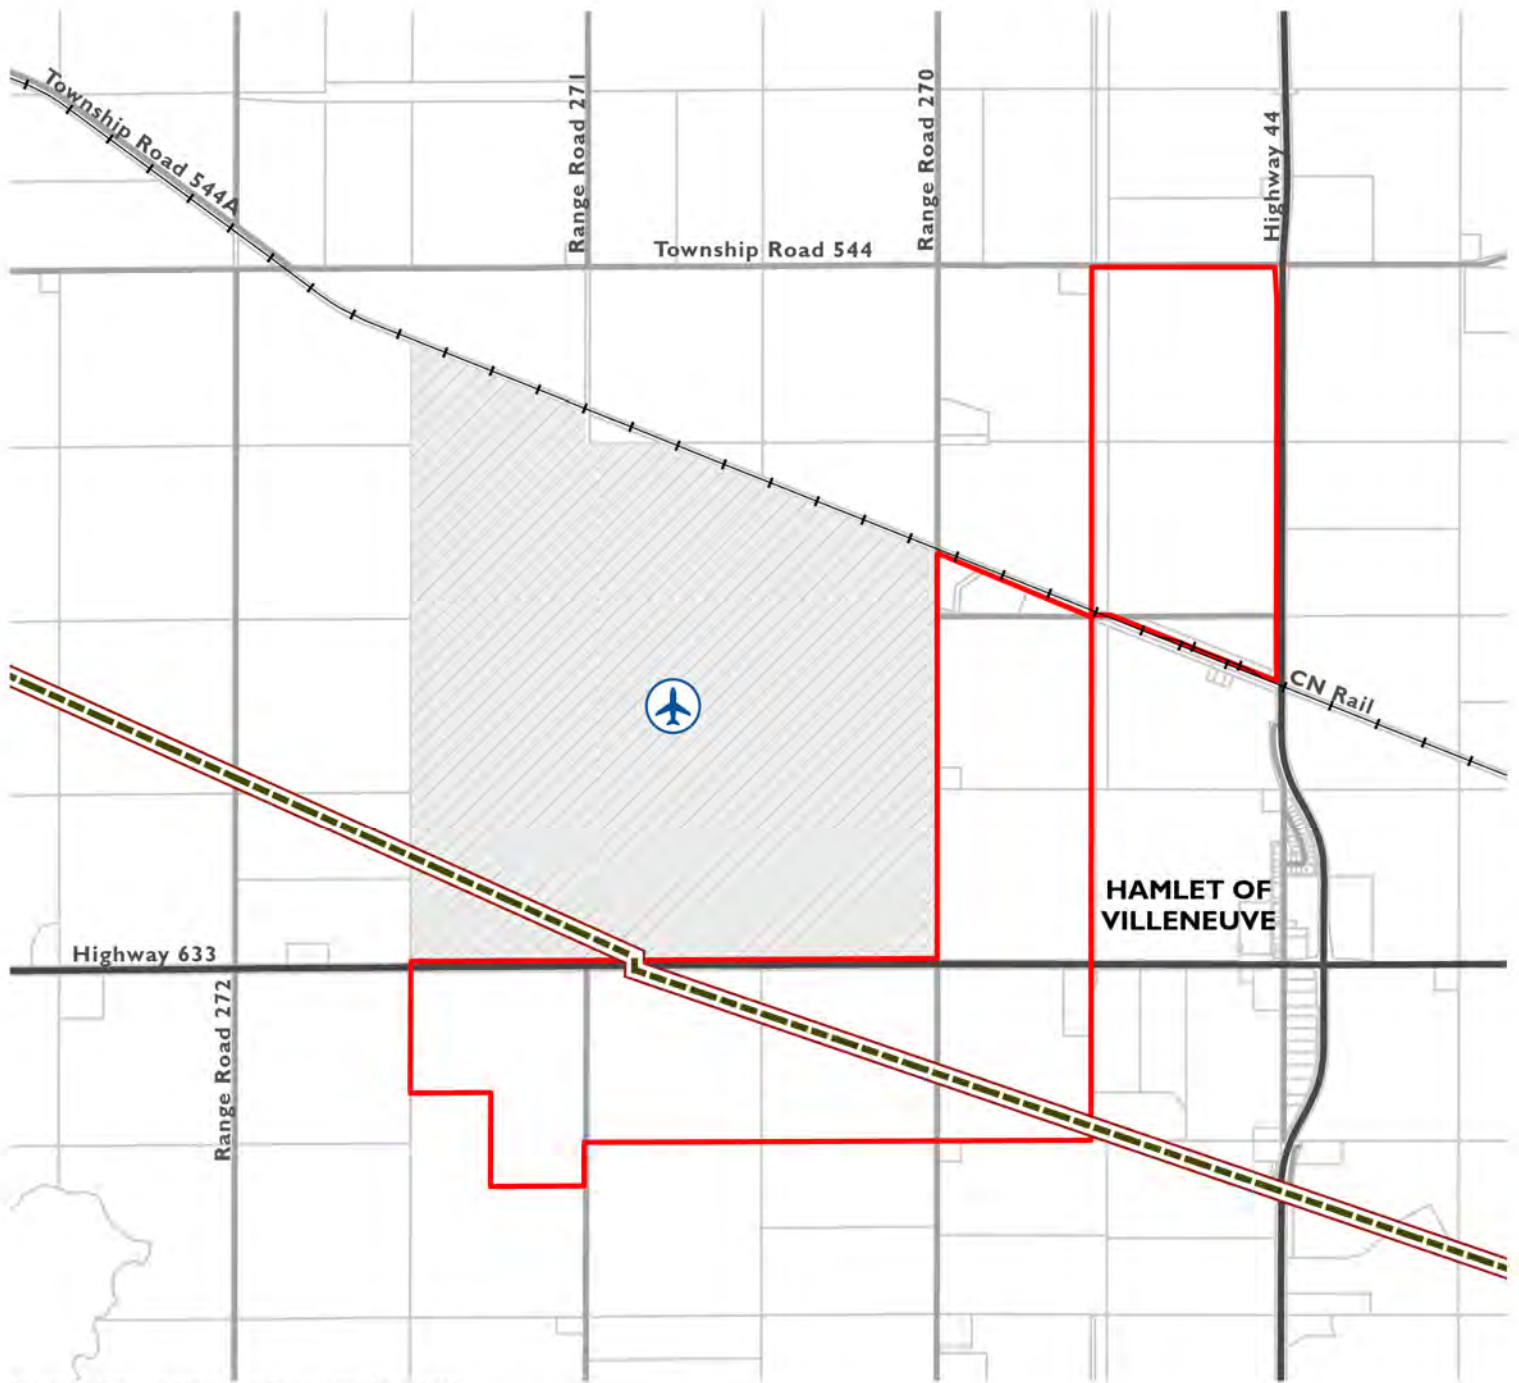 Township Road 544A
Range Road 271
Range Road 270
Highway 44
Township Road 544
CN Rail
HAMLET OF
VILLENEUVE
Highway 633
Range Road 272